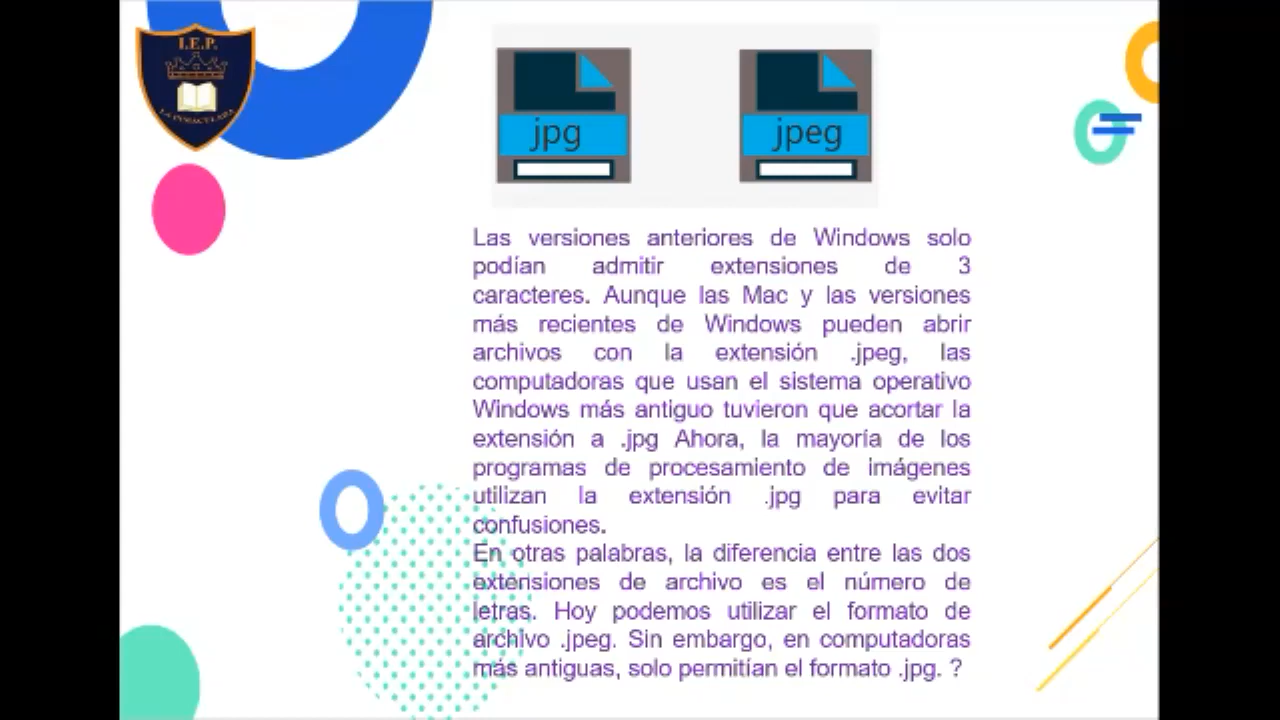 I.E.P.
LA INMACULADA
jpg
jpeg
Las versiones anteriores de Windows solo
podían admitir extensiones de 3
caracteres. Aunque las Mac y las versiones
más recientes de Windows pueden abrir
archivos con la extensión .jpeg, las
computadoras que usan el sistema operativo
Windows más antiguo tuvieron que acortar la
extensión a .jpg Ahora, la mayoría de los
programas de procesamiento de imágenes
utilizan la extensión .jpg para evitar
confusiones.
En otras palabras, la diferencia entre las dos
extensiones de archivo es el número de
letras. Hoy podemos utilizar el formato de
archivo .jpeg. Sin embargo, en computadoras
más antiguas, solo permitían el formato .jpg. ?